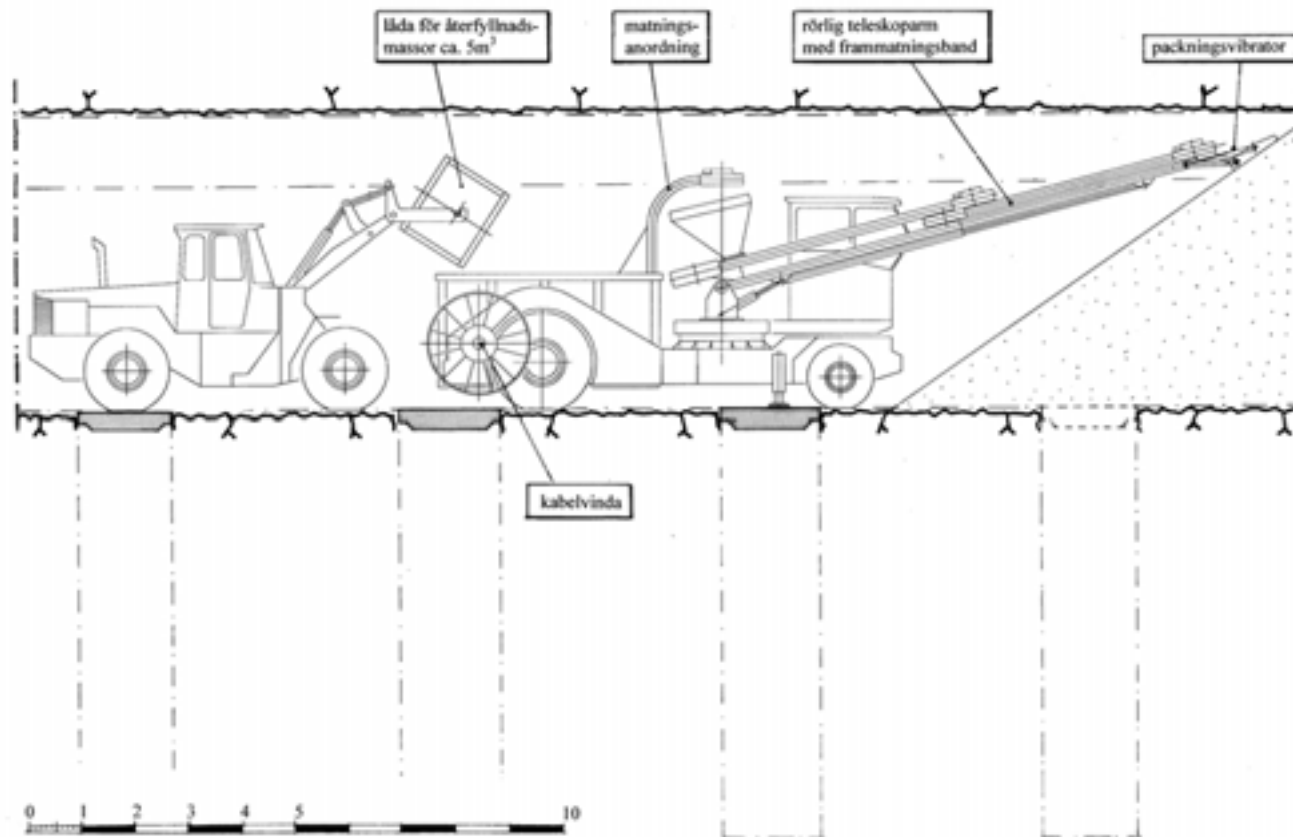 låda för återfyllnads-
massor ca. 5m³
matnings-
anordning
rörlig teleskoparm
med frammatningsband
packningsvibrator
kabelvinda
0 1 2 3 4 5 10